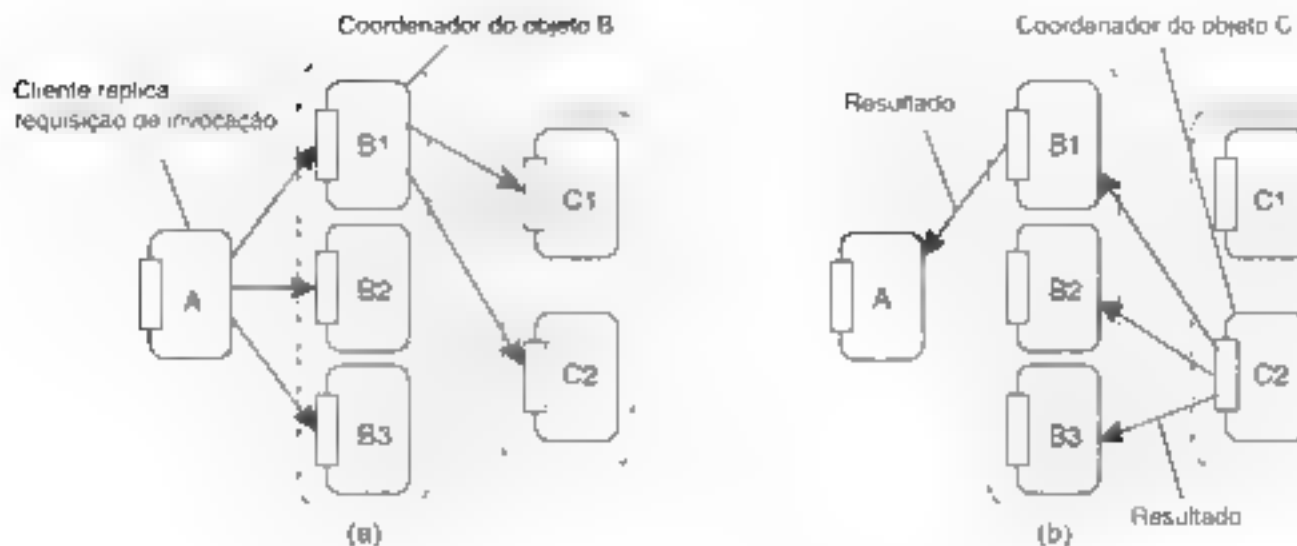 Coordenador do objeto B
Cliente replica
requisição de invocação
B1
B2
B3
A
C1
C2
(a)
Coordenador do objeto C
Resultado
B1
B2
B3
A
C1
C2
Resultado
(b)